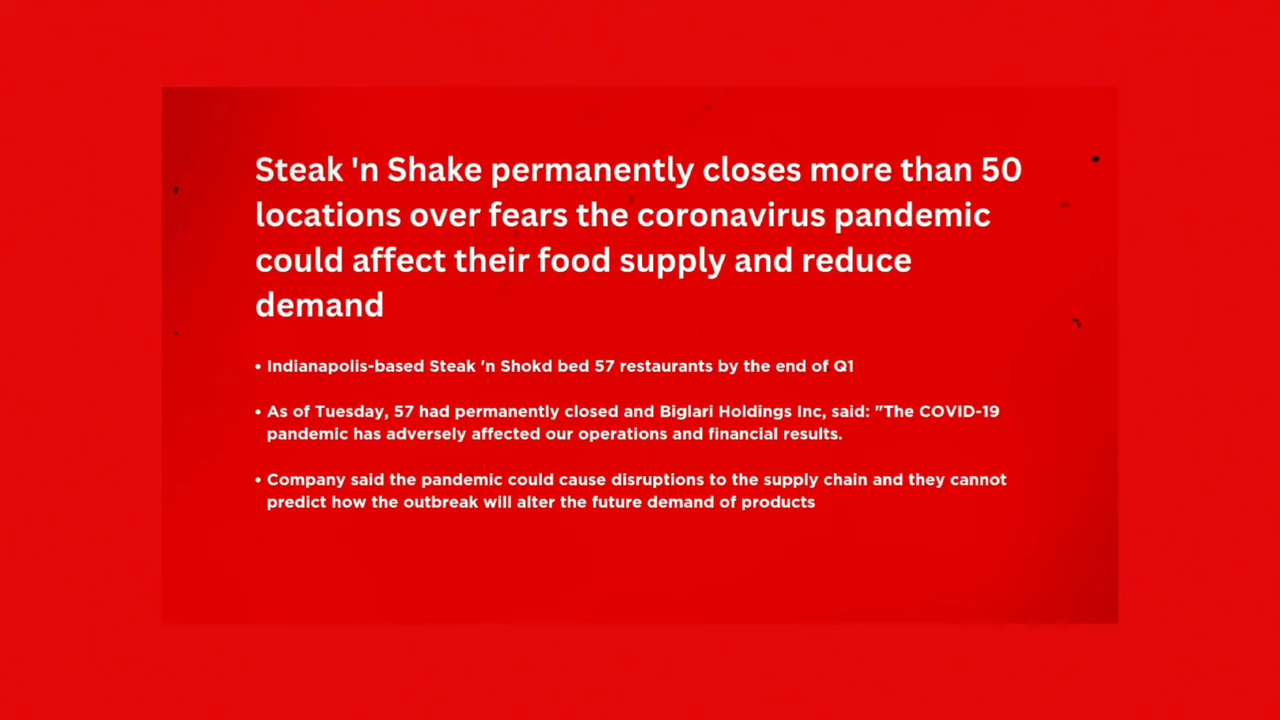 Steak 'n Shake permanently closes more than 50
locations over fears the coronavirus pandemic
could affect their food supply and reduce
demand
• Indianapolis-based Steak 'n Shokd bed 57 restaurants by the end of Q1
• As of Tuesday, 57 had permanently closed and Biglari Holdings Inc, said: "The COVID-19
pandemic has adversely affected our operations and financial results.
• Company said the pandemic could cause disruptions to the supply chain and they cannot
predict how the outbreak will alter the future demand of products